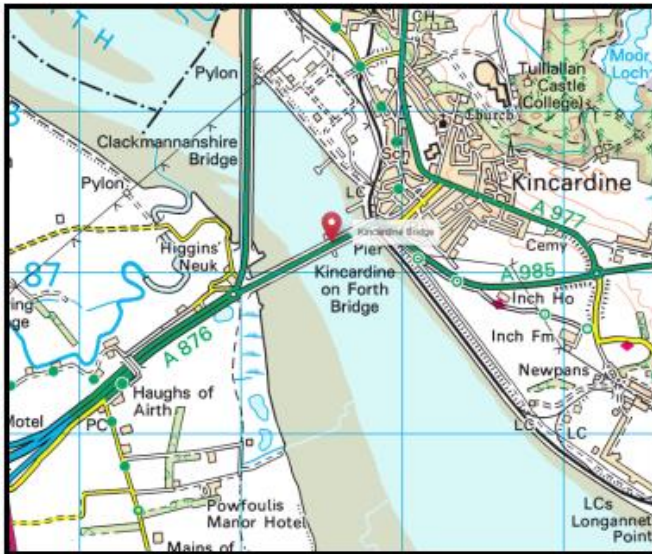 T H
CH
Moor
Loch
Pylon
Tulliallan
Castle
(College)
Church
Clackmannanshire
Bridge
Sch
Pylon
LC
Kincardine
A 977
Kincardine Bridge
Higgins'
Neuk
Pier
Cemy
87
Kincardine
on Forth
Bridge
A 985
Inch Ho
A 876
Inch Fm
Newpans
Haughs of
Airth
Motel
PC
LC
LC
Powfoulis
Manor Hotel
LCs
Longannet
Point
Mains of